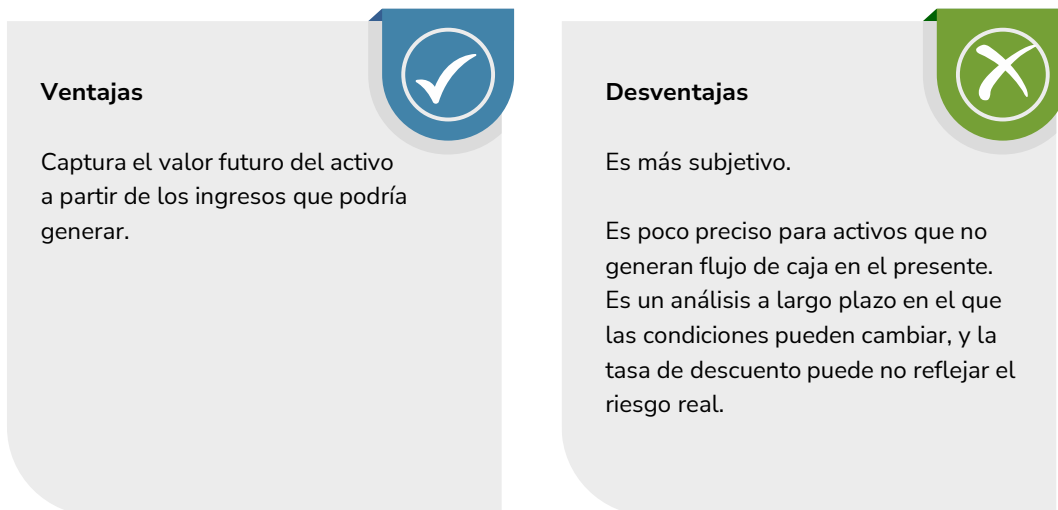 Ventajas
Captura el valor futuro del activo
a partir de los ingresos que podría
generar.
Desventajas
Es más subjetivo.
Es poco preciso para activos que no
generan flujo de caja en el presente.
Es un análisis a largo plazo en el que
las condiciones pueden cambiar, y la
tasa de descuento puede no reflejar el
riesgo real.